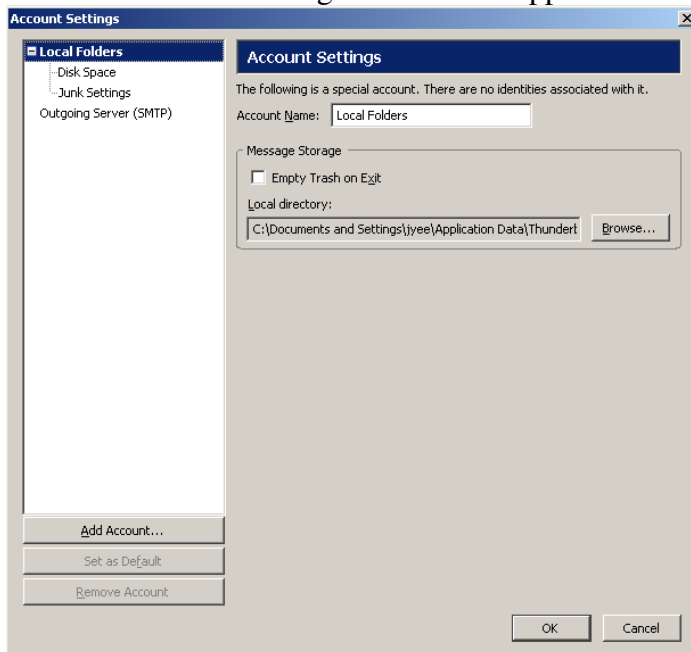 Account Settings
Local Folders
Disk Space
Junk Settings
Outgoing Server (SMTP)
Add Account...
Set as Default
Remove Account
Account Settings
The following is a special account. There are no identities associated with it.
Account Name: Local Folders
Message Storage
Empty Trash on Exit
Local directory:
C:\Documents and Settings\jyee\Application Data\Thundert
Browse...
OK Cancel